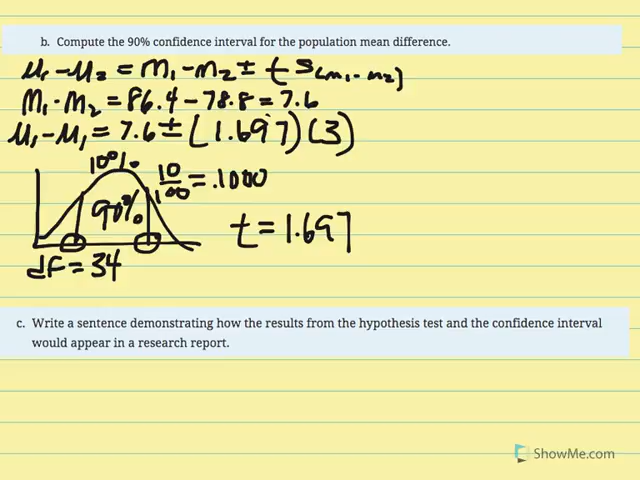 b. Compute the 90% confidence interval for the population mean difference.
μ₁ - μ₂ = m₁ - m₂ ± t S(m₁ - m₂)
m₁ - m₂ = 86.4 - 78.8 = 7.6
μ₁ - μ₁ = 7.6 ± (1.697)(3)
10%
10/100 = .1000
90%
t = 1.697
df = 34
c. Write a sentence demonstrating how the results from the hypothesis test and the confidence interval
would appear in a research report.
ShowMe.com